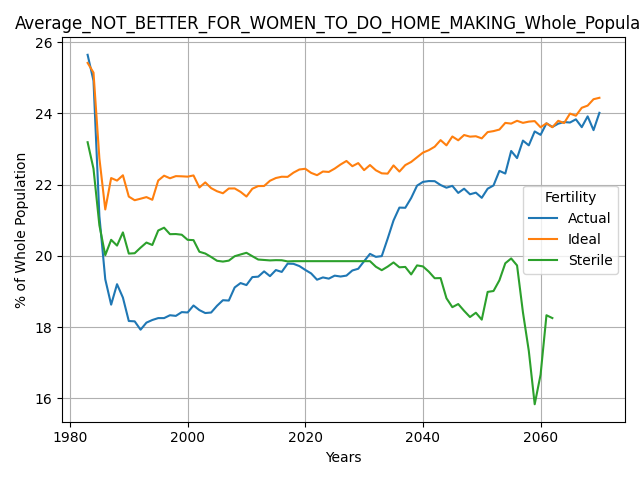 Average_NOT_BETTER_FOR_WOMEN_TO_DO_HOME_MAKING_Whole_Popula
26
24
22
20
18
16
% of Whole Population
Fertility
Actual
Ideal
Sterile
1980
2000
2020
2040
2060
Years